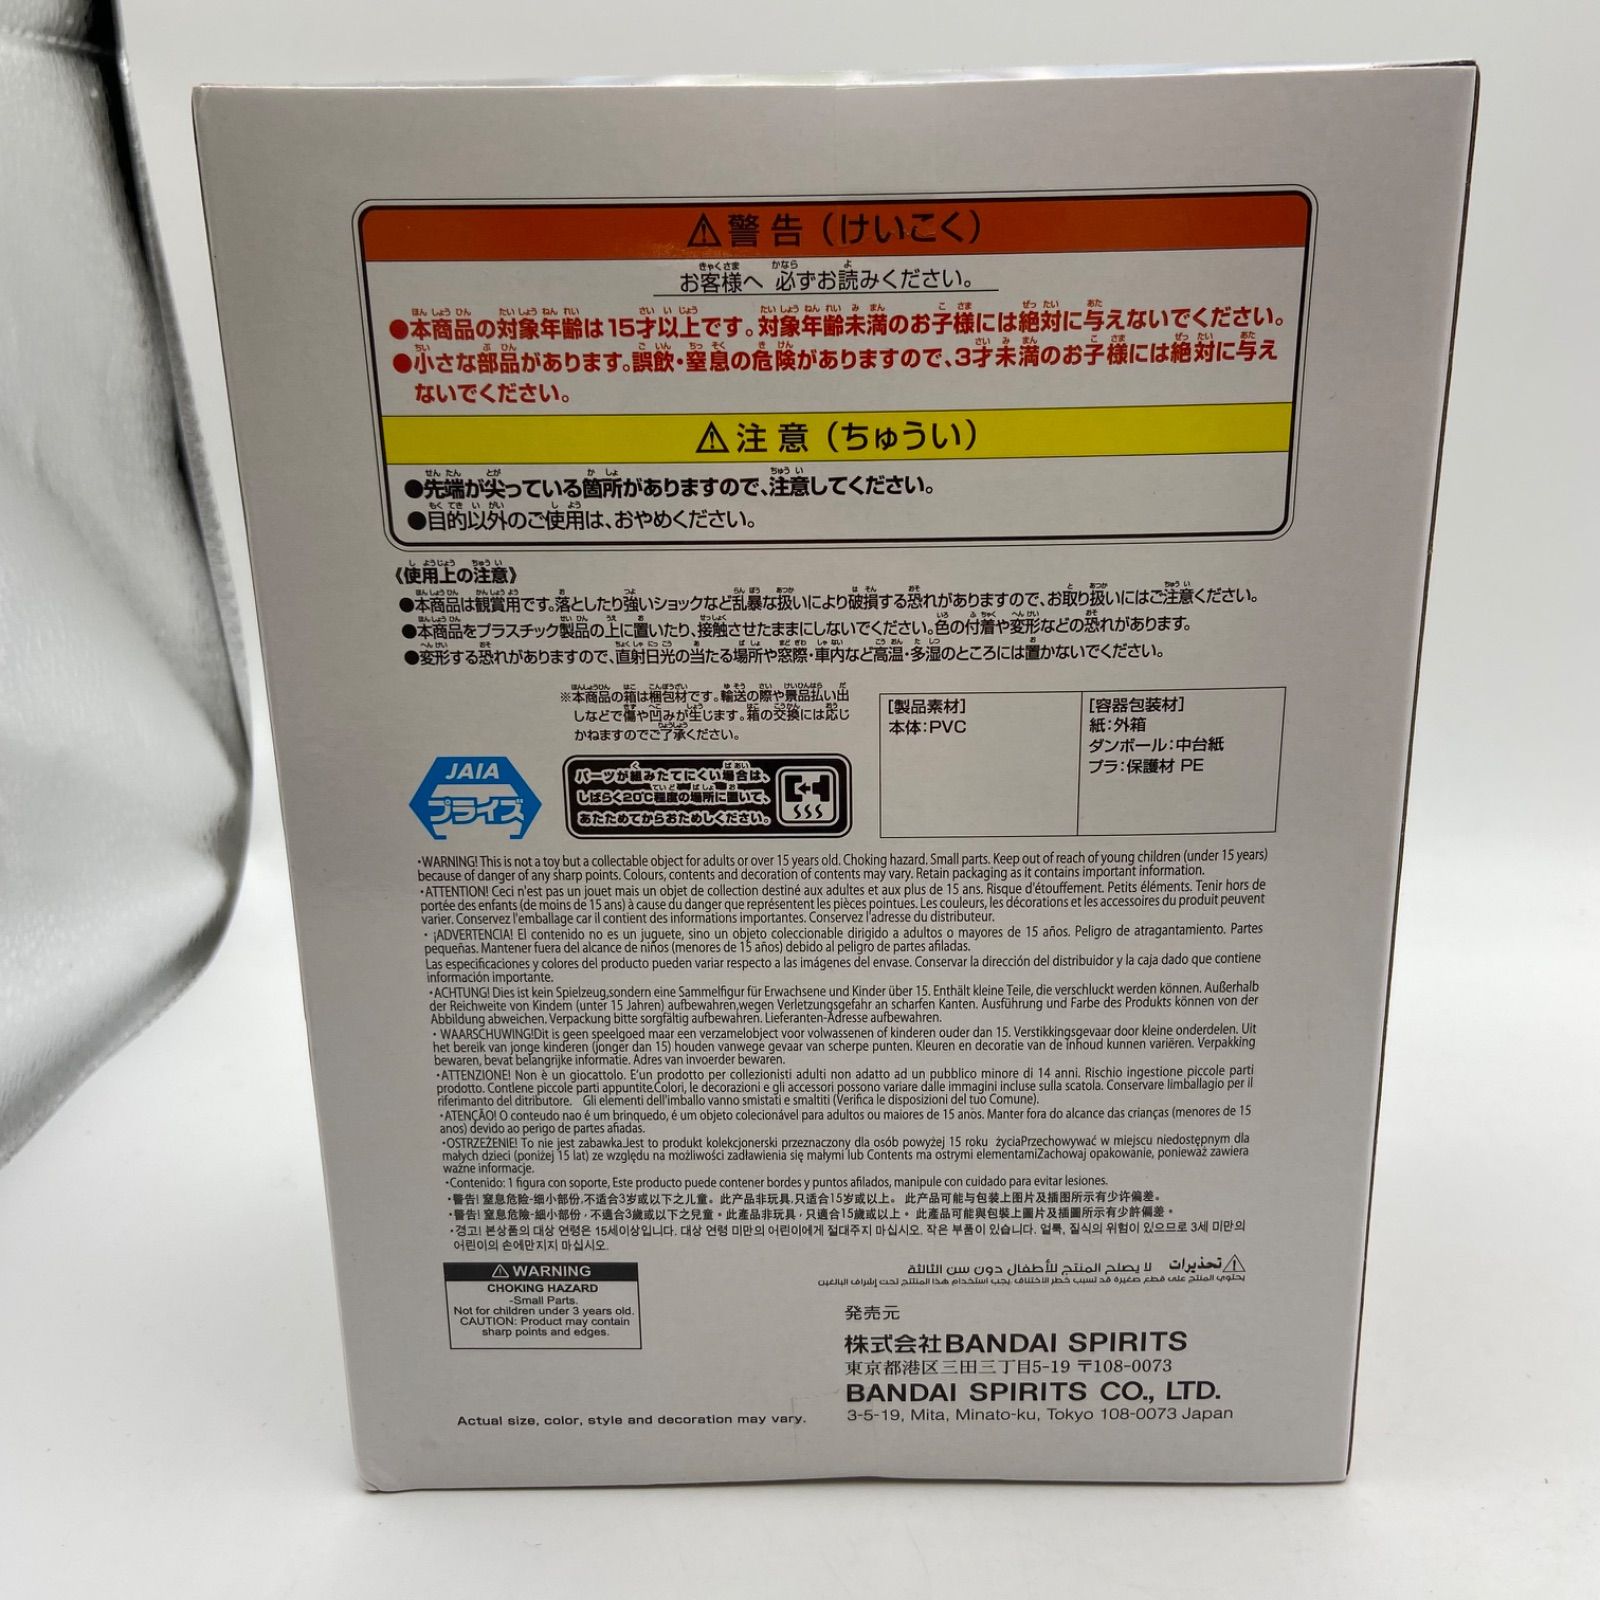 ⚠警告（けいこく）
お客様へ 必ずお読みください。
●本商品の対象年齢は15才以上です。対象年齢未満のお子様には絶対に与えないでください。
●小さな部品があります。誤飲・窒息の危険がありますので、3才未満のお子様には絶対に与え
ないでください。
⚠注意（ちゅうい）
●先端が尖っている箇所がありますので、注意してください。
●目的以外のご使用は、おやめください。
《使用上の注意》
●本商品は観賞用です。落としたり強いショックなど乱暴な扱いにより破損する恐れがありますので、お取り扱いにはご注意ください。
●本商品をプラスチック製品の上に置いたり、接触させたままにしないでください。色の付着や変形などの恐れがあります。
●変形する恐れがありますので、直射日光の当たる場所や窓際・車内など高温・多湿のところには置かないでください。
※本商品の箱は梱包材です。輸送の際や景品払い出
しなどで傷や凹みが生じます。箱の交換には応じ
かねますのでご了承ください。
[製品素材]
本体:PVC
[容器包装材]
紙:外箱
ダンボール:中台紙
プラ:保護材 PE
JAIA
プライズ
パーツが組みたてにくい場合は、
しばらく20℃程度の場所に置いて、
あたためてからおためしください。
・WARNING! This is not a toy but a collectable object for adults or over 15 years old. Choking hazard. Small parts. Keep out of reach of young children (under 15 years)
because of danger of any sharp points. Colours, contents and decoration of contents may vary. Retain packaging as it contains important information.
・ATTENTION! Ceci n'est pas un jouet mais un objet de collection destiné aux adultes et aux plus de 15 ans. Risque d'étouffement. Petits éléments. Tenir hors de
portée des enfants (de moins de 15 ans) à cause du danger que représentent les pièces pointues. Les couleurs, les décorations et les accessoires du produit peuvent
varier. Conservez l'emballage car il contient des informations importantes. Conservez l'adresse du distributeur.
・ ¡ADVERTENCIA! El contenido no es un juguete, sino un objeto coleccionable dirigido a adultos o mayores de 15 años. Peligro de atragantamiento. Partes
pequeñas. Mantener fuera del alcance de niños (menores de 15 años) debido al peligro de partes afiladas.
Las especificaciones y colores del producto pueden variar respecto a las imágenes del envase. Conservar la dirección del distribuidor y la caja dado que contiene
información importante.
・ACHTUNG! Dies ist kein Spielzeug,sondern eine Sammelfigur für Erwachsene und Kinder über 15. Enthält kleine Teile, die verschluckt werden können. Außerhalb
der Reichweite von Kindem (unter 15 Jahren) aufbewahren,wegen Verletzungsgefahr an scharfen Kanten. Ausführung und Farbe des Produkts können von der
Abbildung abweichen. Verpackung bitte sorgfältig aufbewahren. Lieferanten-Adresse aufbewahren.
・ WAARSCHUWING!Dit is geen speelgoed maar een verzamelobject voor volwassenen of kinderen ouder dan 15. Verstikkingsgevaar door kleine onderdelen. Uit
het bereik van jonge kinderen (jonger dan 15) houden vanwege gevaar van scherpe punten. Kleuren en decoratie van de inhoud kunnen variëren. Verpakking
bewaren, bevat belangrijke informatie. Adres van invoerder bewaren.
・ATTENZIONE! Non è un giocattolo. E'un prodotto per collezionisti adulti non adatto ad un pubblico minore di 14 anni. Rischio ingestione piccole parti
prodotto. Contiene piccole parti appuntite.Colori, le decorazioni e gli accessori possono variare dalle immagini incluse sulla scatola. Conservare limballagio per il
riferimanto del ditributore. Gli elementi dell'imballo vanno smistati e smaltiti (Verifica le disposizioni del tuo Comune).
・ATENÇÃO! O conteudo nao é um brinquedo, é um objeto colecionável para adultos ou maiores de 15 anos. Manter fora do alcance das crianças (menores de 15
anos) devido ao perigo de partes afiadas.
・OSTRZEŻENIE! To nie jest zabawka.Jest to produkt kolekcjonerski przeznaczony dla osób powyżej 15 roku życiaPrzechowywać w miejscu niedostępnym dla
małych dzieci (poniżej 15 lat) ze względu na możliwości zadławienia się małymi lub Contents ma ostrymi elementamiZachowaj opakowanie, ponieważ zawiera
ważne informacje.
・Contenido: 1 figura con soporte, Este producto puede contener bordes y puntos afilados, manipule con cuidado para evitar lesiones.
・警告! 窒息危险-细小部份,不适合3岁或以下之儿童。此产品非玩具,只适合15岁或以上。 此产品可能与包装上图片及插图所示有少许偏差。
・警告! 窒息危險-細小部份,不適合3歲或以下之兒童。此產品非玩具,只適合15歲或以上。此產品可能與包裝上圖片及插圖所示有少許偏差。
・경고! 본상품의 대상 연령은 15세이상입니다. 대상 연령 미만의 어린이에게 절대주지 마십시오. 작은 부품이 있습니다. 얼룩, 질식의 위험이 있으므로 3세 미만의
어린이의 손에만지지 마십시오.
⚠ WARNING
CHOKING HAZARD
-Small Parts.
Not for children under 3 years old.
CAUTION: Product may contain
sharp points and edges.
⚠تحذيرات لا يصلح المنتج للأطفال دون سن الثالثة
يحتوي المنتج على قطع صغيرة قد تسبب خطر الاختناف. يجب استخدام هذا المنتج تحت إشراف البالغين
発売元
株式会社BANDAI SPIRITS
東京都港区三田三丁目5-19 〒108-0073
BANDAI SPIRITS CO., LTD.
3-5-19, Mita, Minato-ku, Tokyo 108-0073 Japan
Actual size, color, style and decoration may vary.